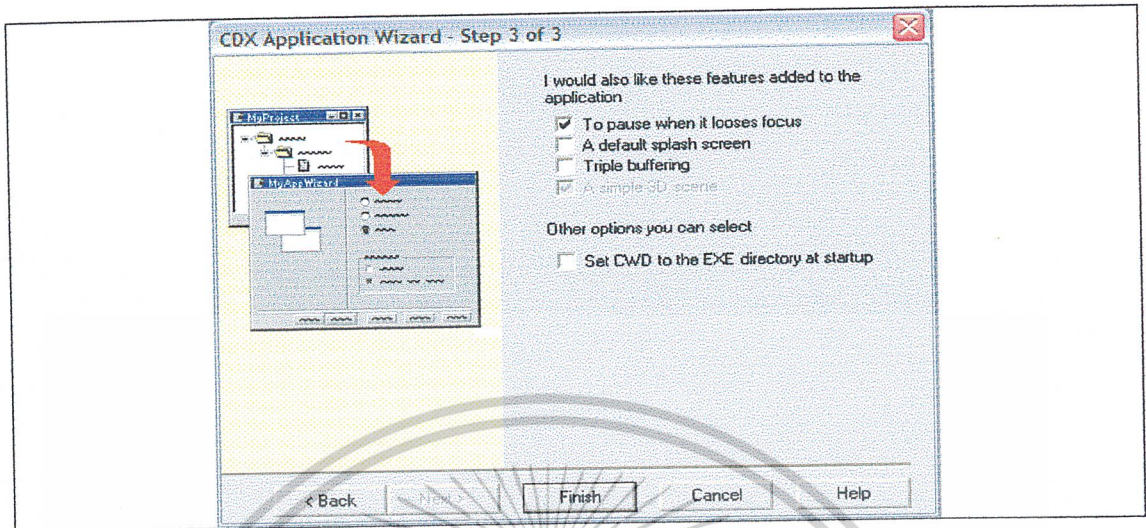 CDX Application Wizard - Step 3 of 3
I would also like these features added to the
application
To pause when it looses focus
A default splash screen
Triple buffering
A simple 3D scene
Other options you can select
Set CWD to the EXE directory at startup
MyProject
MyAppWizard
< Back
Finish
Cancel
Help